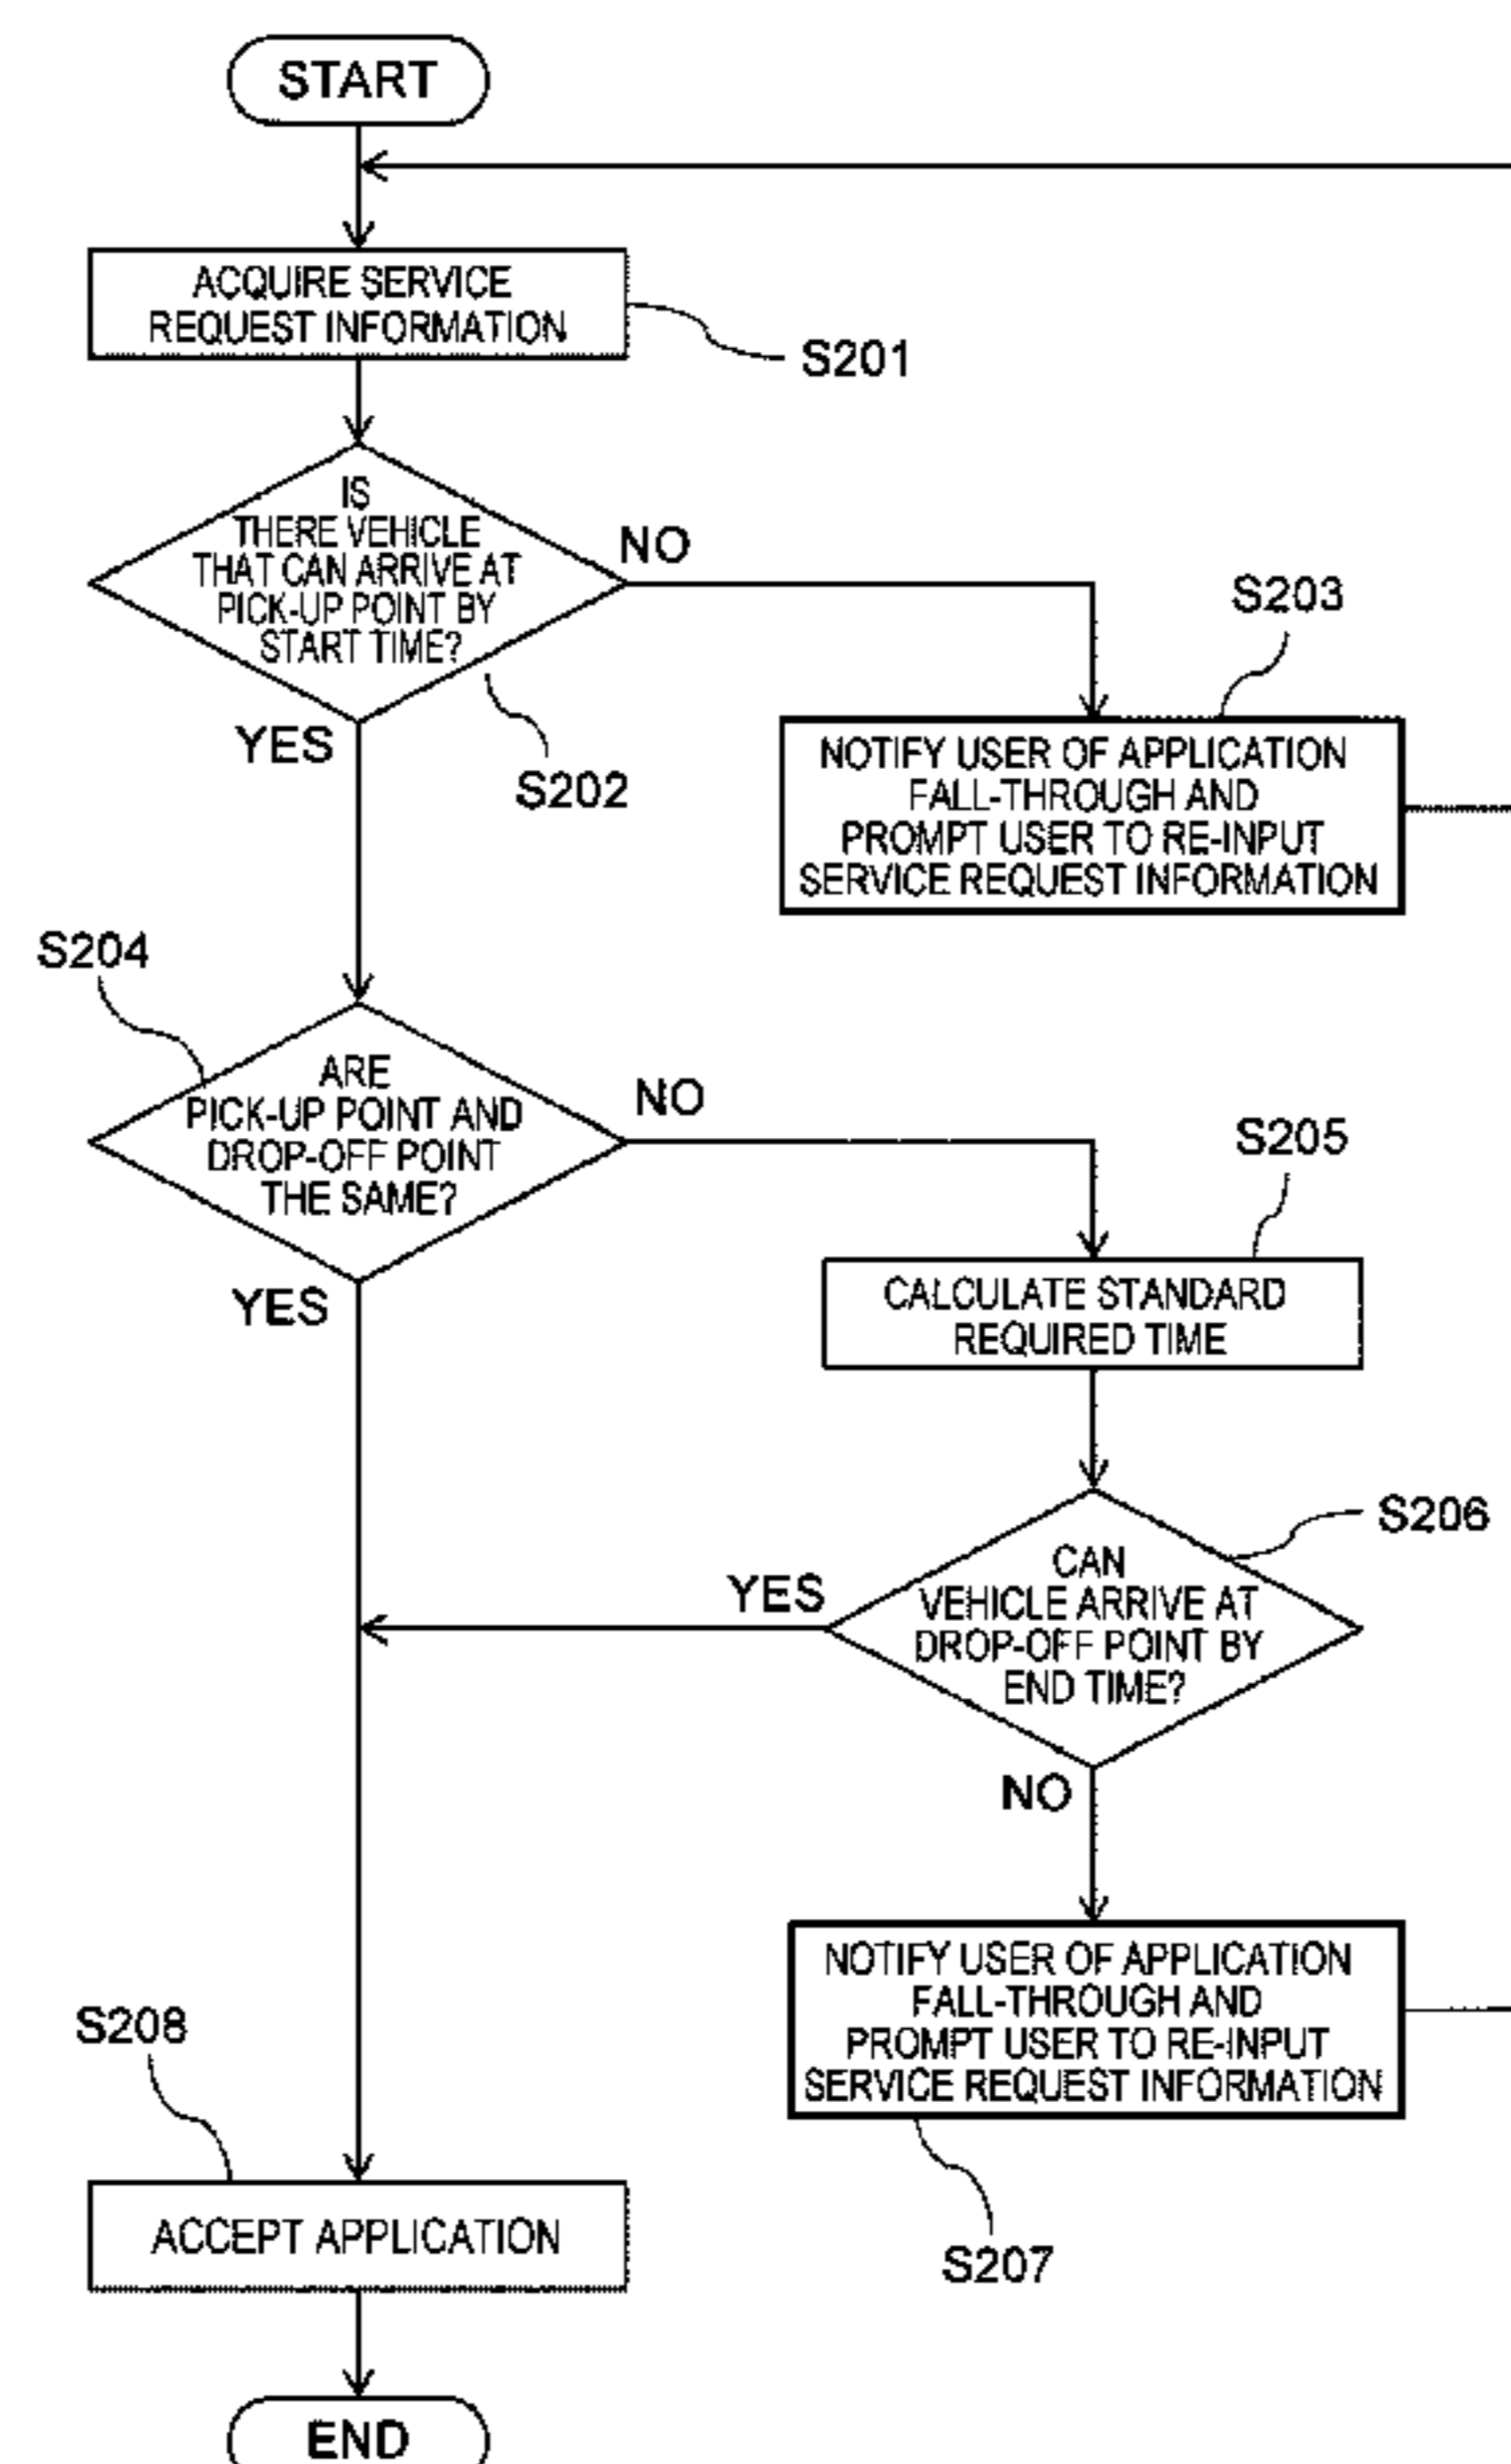 START
ACQUIRE SERVICE
REQUEST INFORMATION
S201
IS
THERE VEHICLE
THAT CAN ARRIVE AT
PICK-UP POINT BY
START TIME?
NO
YES
S202
S203
NOTIFY USER OF APPLICATION
FALL-THROUGH AND
PROMPT USER TO RE-INPUT
SERVICE REQUEST INFORMATION
S204
ARE
PICK-UP POINT AND
DROP-OFF POINT
THE SAME?
NO
YES
S205
CALCULATE STANDARD
REQUIRED TIME
S206
CAN
VEHICLE ARRIVE AT
DROP-OFF POINT BY
END TIME?
YES
NO
NOTIFY USER OF APPLICATION
FALL-THROUGH AND
PROMPT USER TO RE-INPUT
SERVICE REQUEST INFORMATION
S207
S208
ACCEPT APPLICATION
END